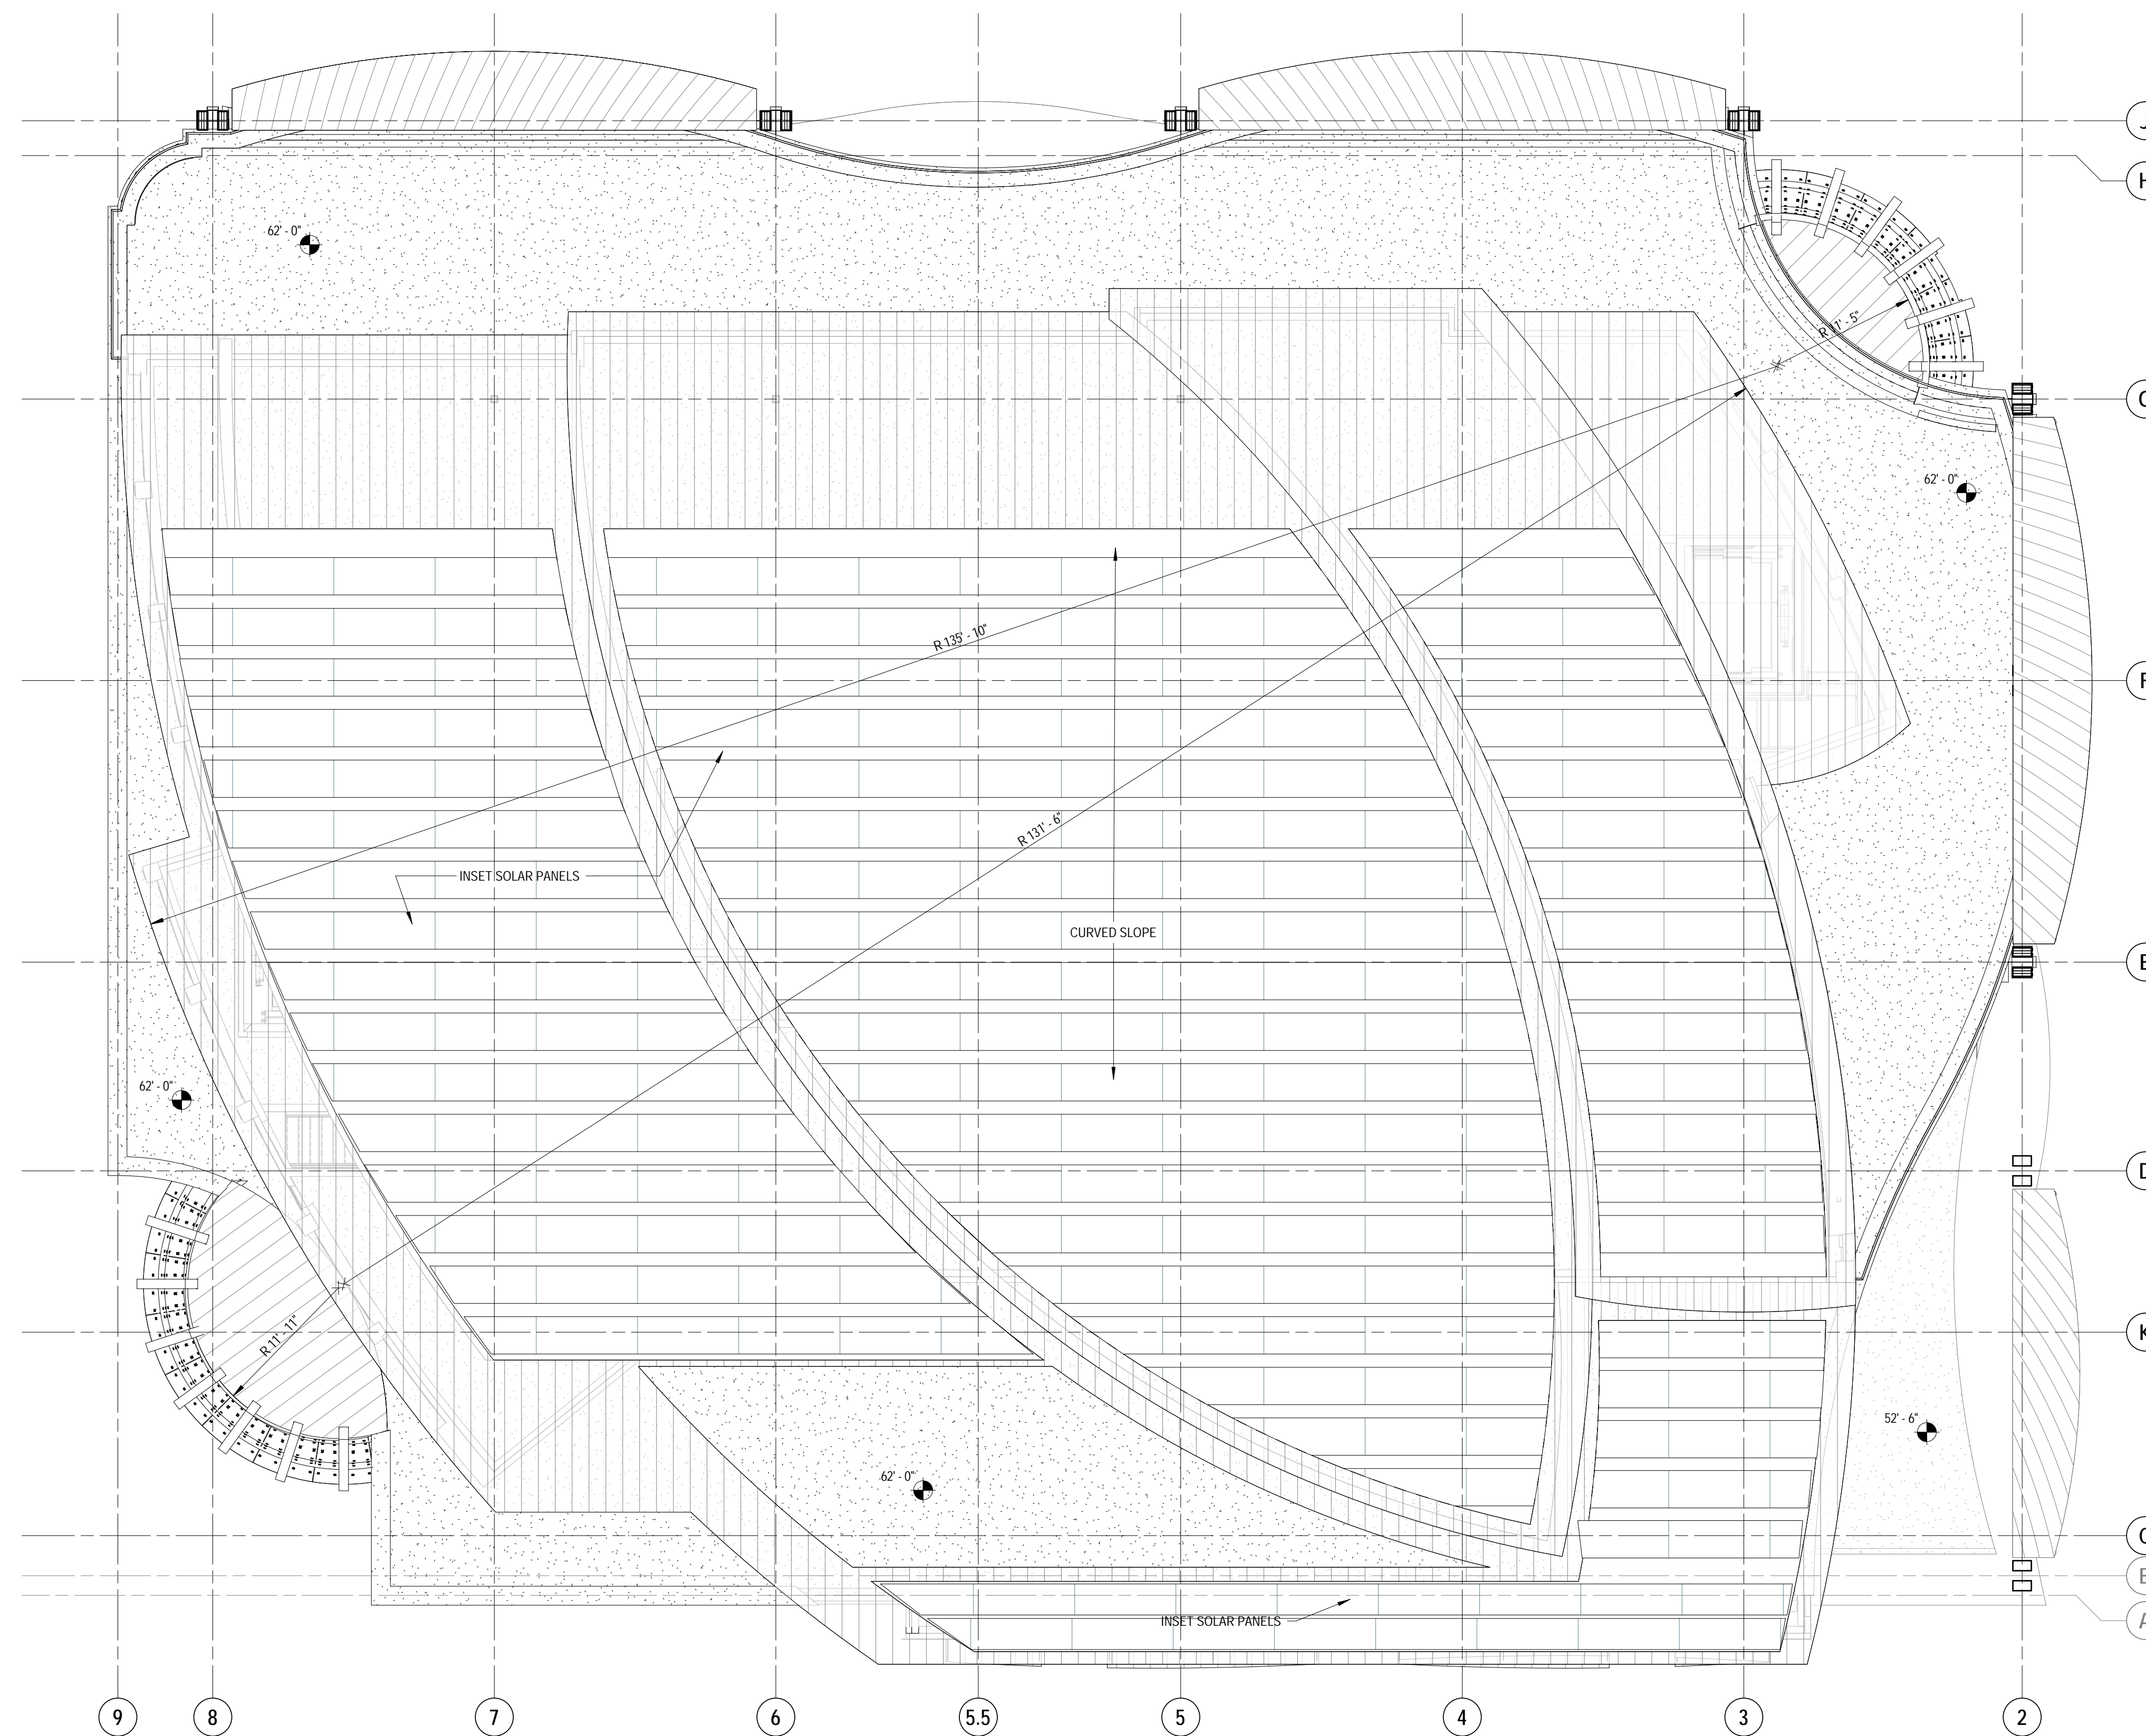 J
H
62' - 0"
R 11' - 5"
G
62' - 0"
R 135' - 10"
F
R 131' - 6"
INSET SOLAR PANELS
CURVED SLOPE
E
62' - 0"
D
R 11' - 11"
K
52' - 6"
62' - 0"
C
B
A
INSET SOLAR PANELS
9
8
7
6
5.5
5
4
3
2